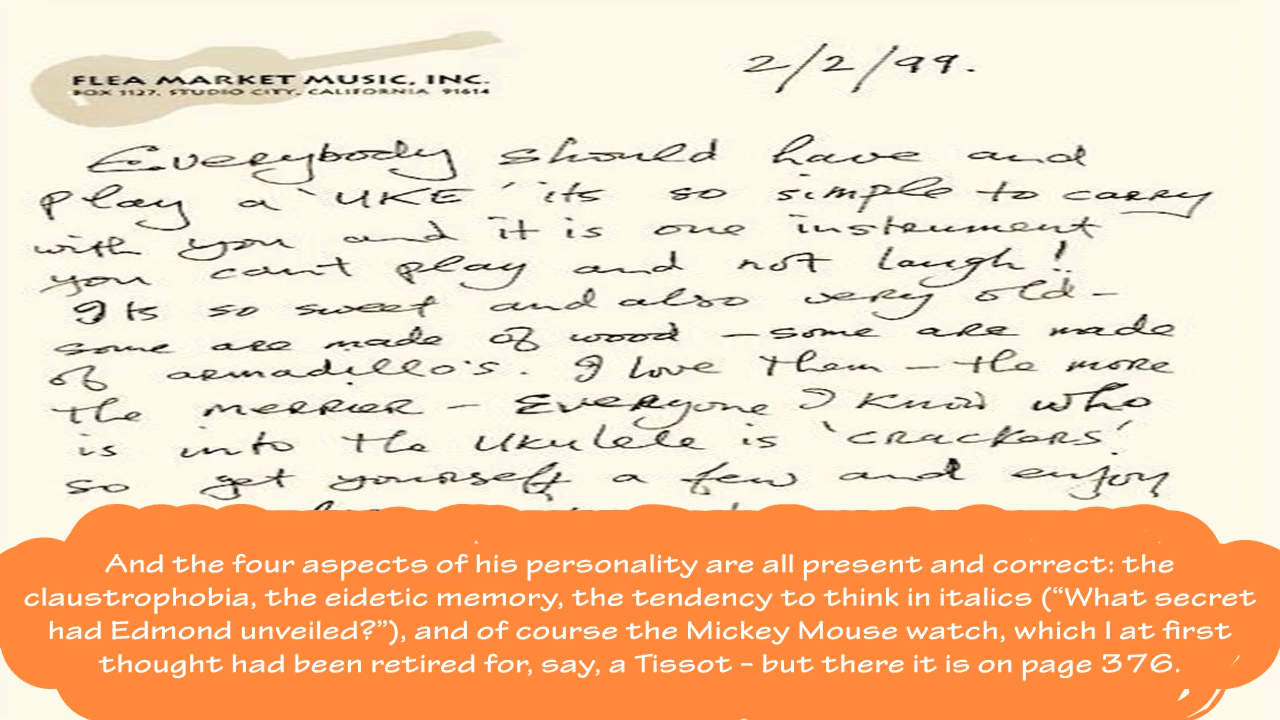 FLEA MARKET MUSIC, INC.
BOX 1127, STUDIO CITY, CALIFORNIA 91614
2/2/99.
Everybody should have and
play a 'UKE' its so simple to carry
with you and it is one instrument
you can't play and not laugh!
Its so sweet and also very old-
some are made of wood - some are made
of armadillo's. I love them - the more
the merrier - Everyone I know who
is into the ukulele is 'crackers'
so get yourself a few and enjoy
And the four aspects of his personality are all present and correct: the
claustrophobia, the eidetic memory, the tendency to think in italics (“What secret
had Edmond unveiled?”), and of course the Mickey Mouse watch, which I at first
thought had been retired for, say, a Tissot – but there it is on page 376.